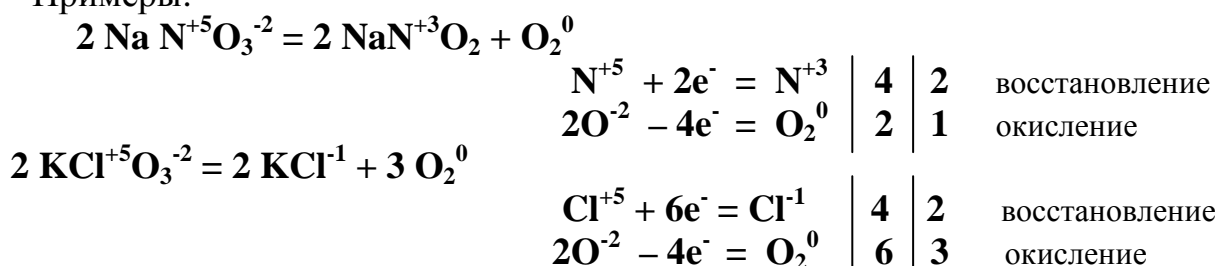 Примеры:
2 Na N⁺⁵O₃⁻² = 2 NaN⁺³O₂ + O₂⁰
N⁺⁵ + 2e⁻ = N⁺³ | 4 | 2 восстановление
2O⁻² – 4e⁻ = O₂⁰ | 2 | 1 окисление
2 KCl⁺⁵O₃⁻² = 2 KCl⁻¹ + 3 O₂⁰
Cl⁺⁵ + 6e⁻ = Cl⁻¹ | 4 | 2 восстановление
2O⁻² – 4e⁻ = O₂⁰ | 6 | 3 окисление